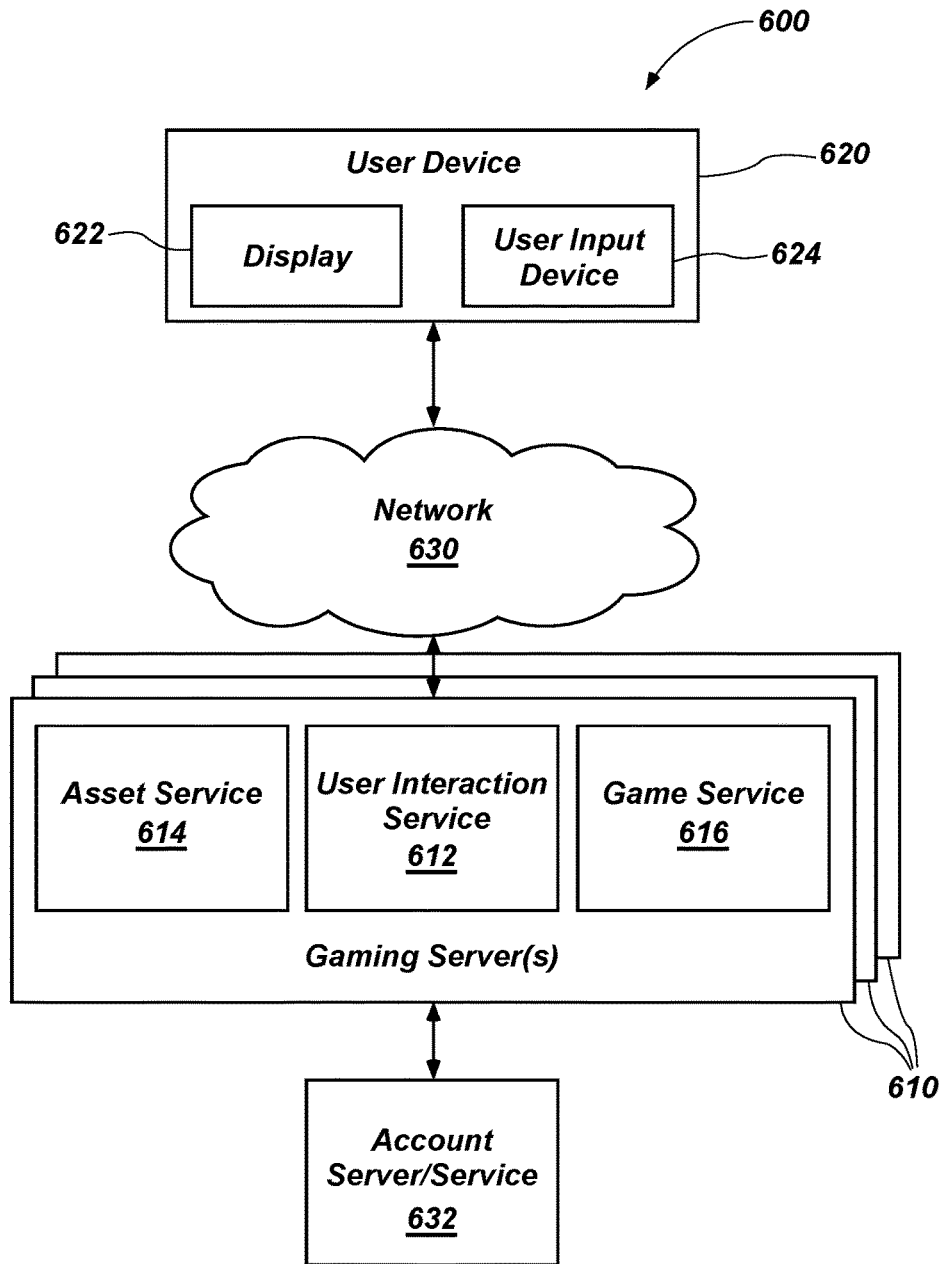 600
User Device
620
622
Display
User Input
Device
624
Network
630
Asset Service
614
User Interaction
Service
612
Game Service
616
Gaming Server(s)
610
Account
Server/Service
632